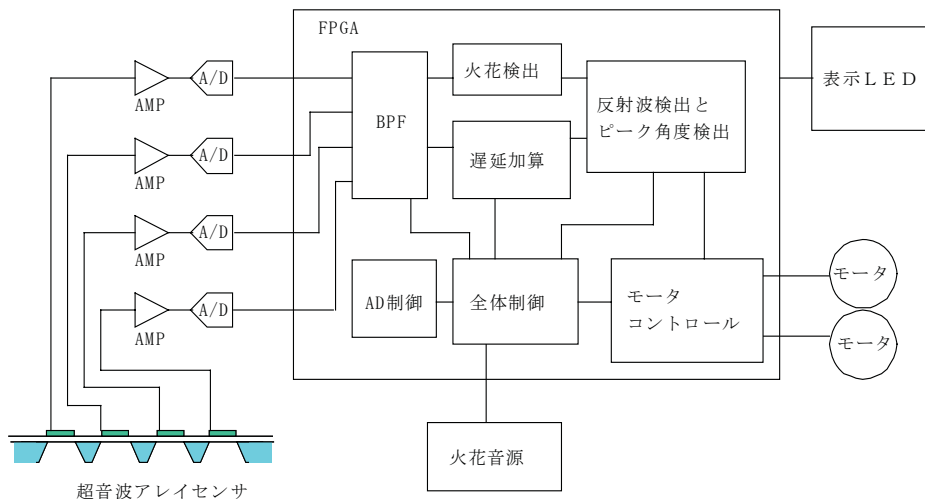 FPGA
A/D
AMP
BPF
火花検出
反射波検出と
ピーク角度検出
表示ＬＥＤ
A/D
AMP
遅延加算
A/D
AMP
A/D
AMP
AD制御
全体制御
モータ
コントロール
モータ
モータ
火花音源
超音波アレイセンサ